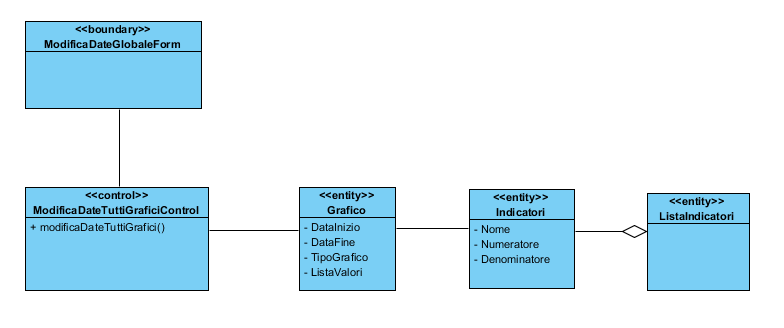 <<boundary>>
ModificaDateGlobaleForm
<<control>>
ModificaDateTuttiGraficiControl
+ modificaDateTuttiGrafici()
<<entity>>
Grafico
- DataInizio
- DataFine
- TipoGrafico
- ListaValori
<<entity>>
Indicatori
- Nome
- Numeratore
- Denominatore
<<entity>>
ListaIndicatori